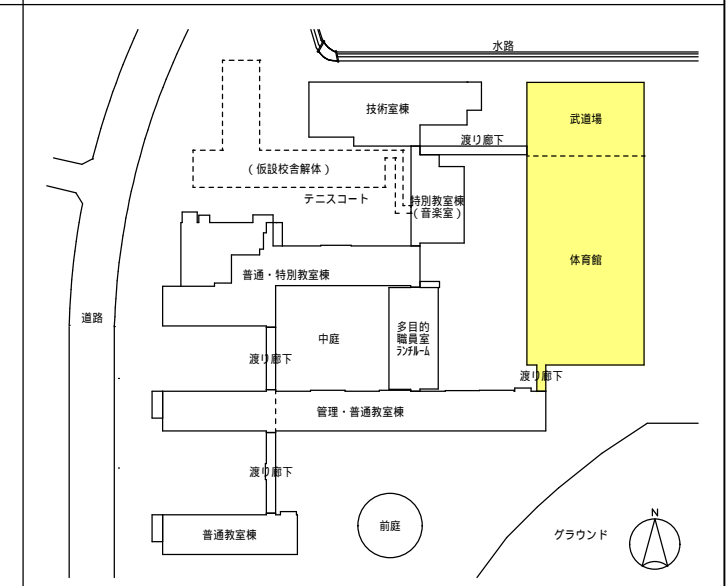 水路
技術室棟
武道場
渡り廊下
(仮設校舎解体)
テニスコート
特別教室棟
(音楽室)
体育館
普通・特別教室棟
道路
中庭
多目的
職員室
ランチルーム
渡り廊下
渡り廊下
管理・普通教室棟
渡り廊下
普通教室棟
前庭
グラウンド
N